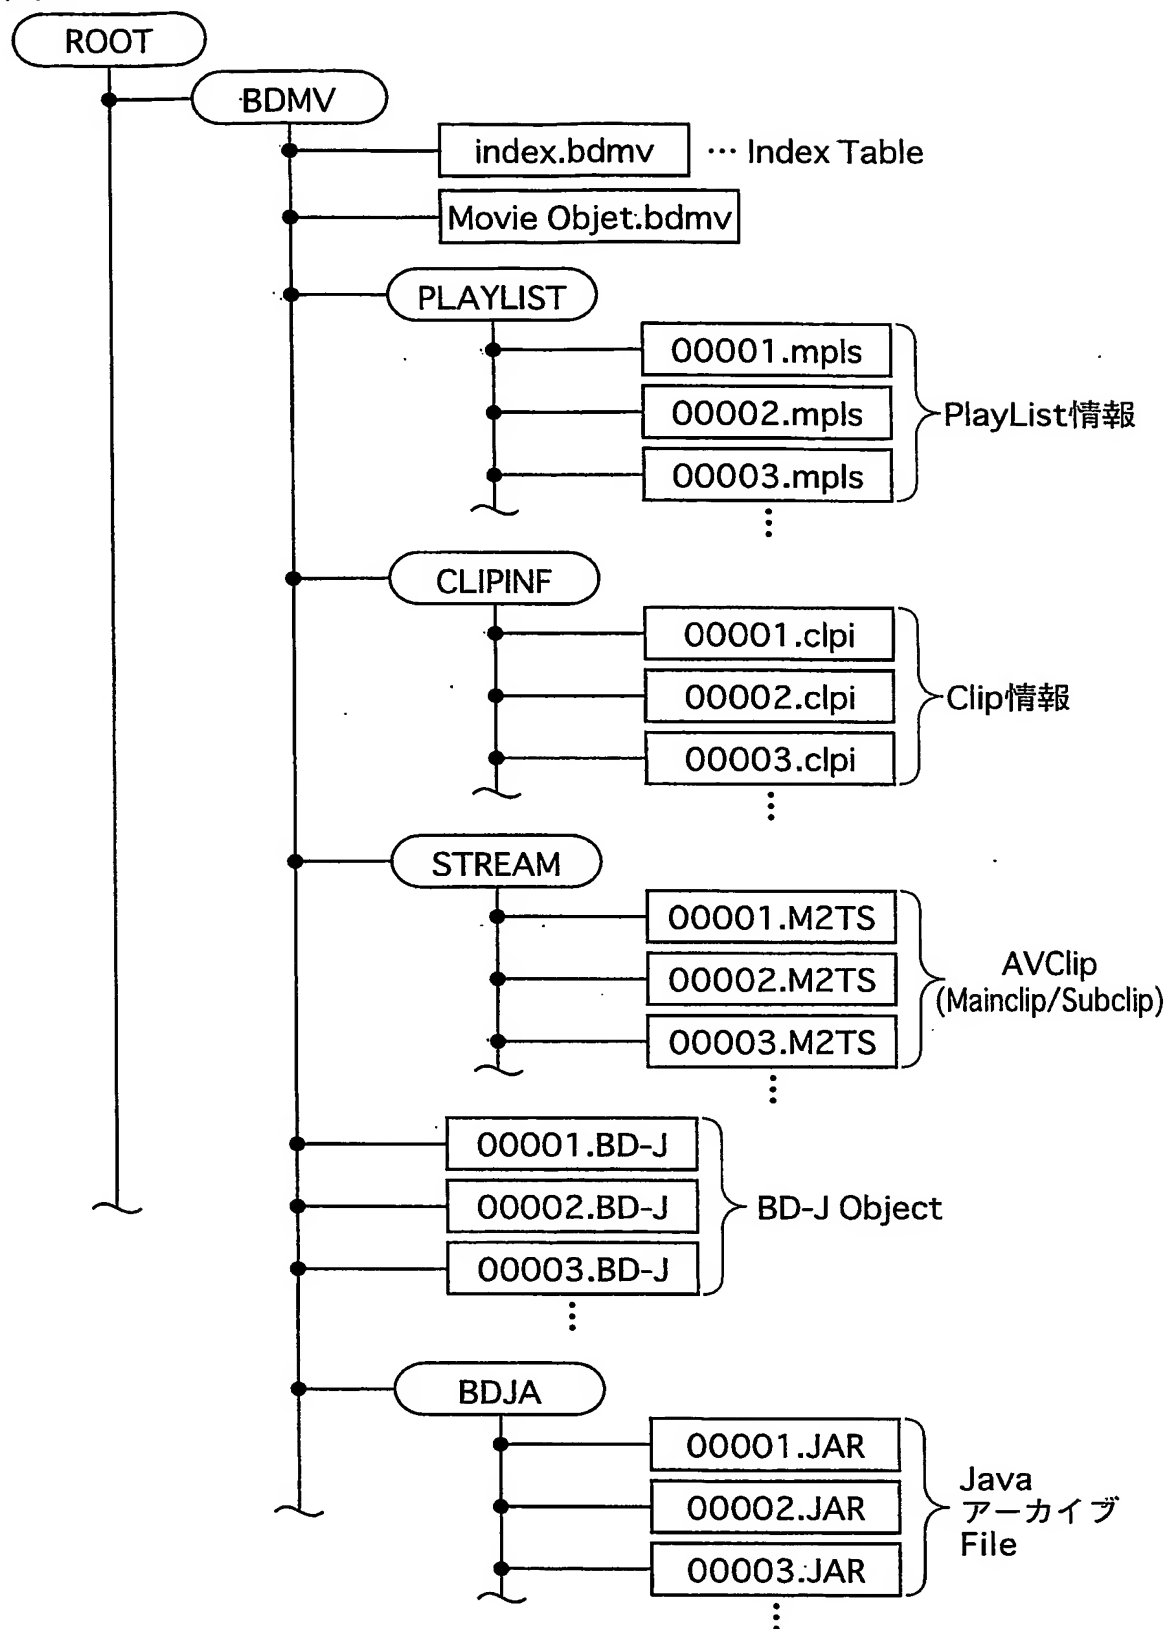 ROOT
BDMV
index.bdmv … Index Table
Movie Objet.bdmv
PLAYLIST
00001.mpls
00002.mpls
PlayList情報
00003.mpls
CLIPINF
00001.clpi
00002.clpi
Clip情報
00003.clpi
STREAM
00001.M2TS
AVClip
00002.M2TS
(Mainclip/Subclip)
00003.M2TS
00001.BD-J
00002.BD-J
BD-J Object
00003.BD-J
BDJA
00001.JAR
Java
00002.JAR
アーカイブ
File
00003.JAR